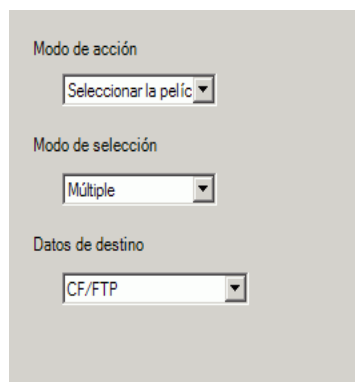 Modo de acción
Seleccionar la pelíc
Modo de selección
Múltiple
Datos de destino
CF/FTP